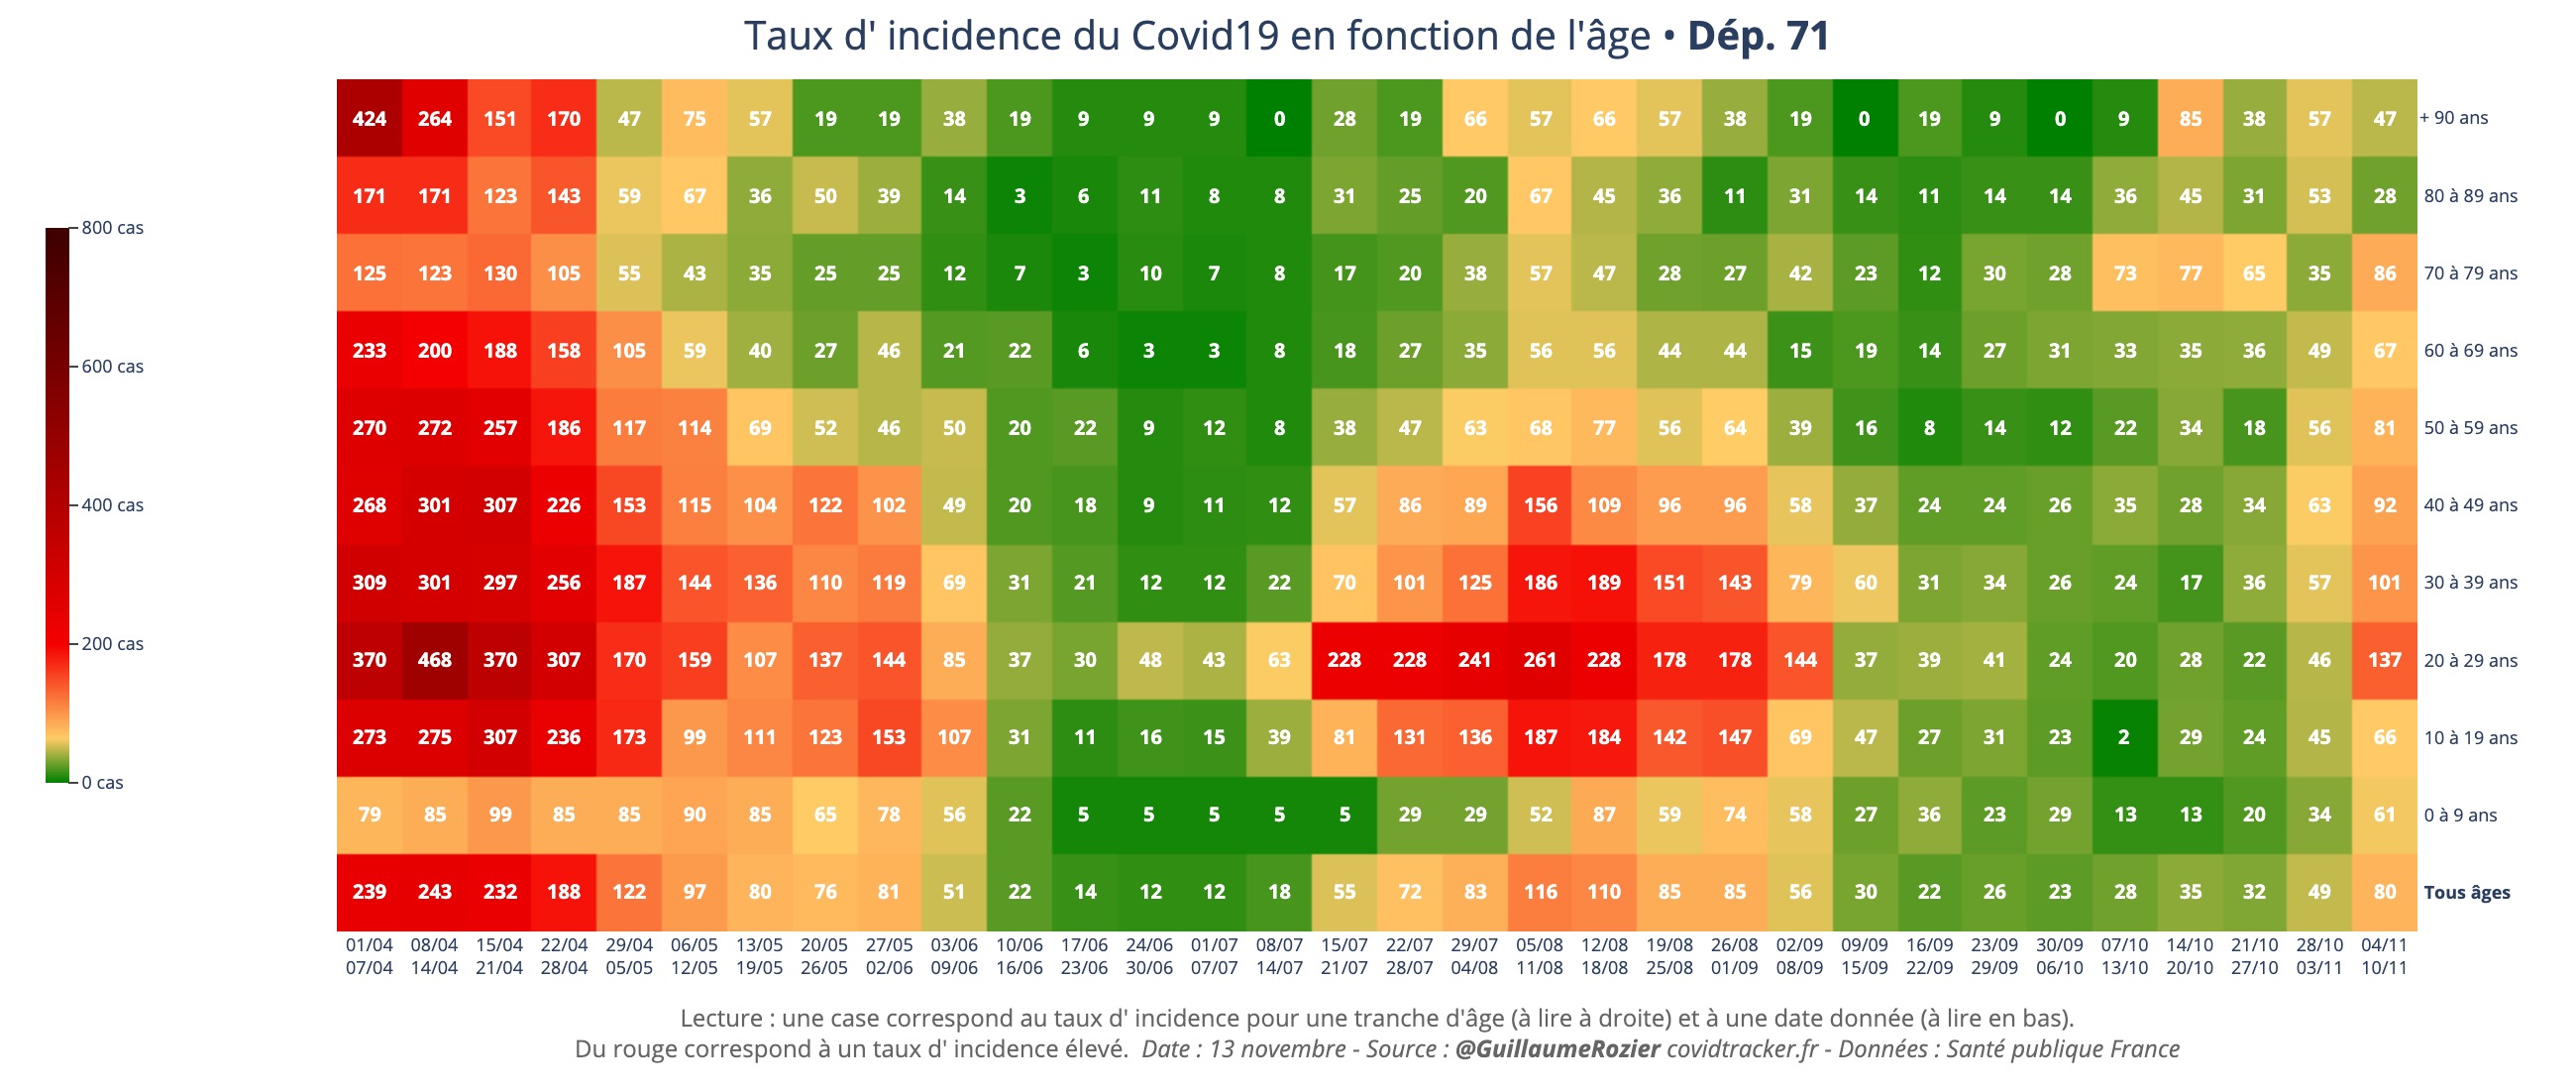 Taux d' incidence du Covid19 en fonction de l'âge • Dép. 71
424 264 151 170 47 75 57 19 19 38 19 9 9 9 0 28 19 66 57 66 57 38 19 0 19 9 0 9 85 38 57 47 + 90 ans
171 171 123 143 59 67 36 50 39 14 3 6 11 8 8 31 25 20 67 45 36 11 31 14 11 14 14 36 45 31 53 28 80 à 89 ans
800 cas
125 123 130 105 55 43 35 25 25 12 7 3 10 7 8 17 20 38 57 47 28 27 42 23 12 30 28 73 77 65 35 86 70 à 79 ans
233 200 188 158 105 59 40 27 46 21 22 6 3 3 8 18 27 35 56 56 44 44 15 19 14 27 31 33 35 36 49 67 60 à 69 ans
600 cas
270 272 257 186 117 114 69 52 46 50 20 22 9 12 8 38 47 63 68 77 56 64 39 16 8 14 12 22 34 18 56 81 50 à 59 ans
400 cas
268 301 307 226 153 115 104 122 102 49 20 18 9 11 12 57 86 89 156 109 96 96 58 37 24 24 26 35 28 34 63 92 40 à 49 ans
309 301 297 256 187 144 136 110 119 69 31 21 12 12 22 70 101 125 186 189 151 143 79 60 31 34 26 24 17 36 57 101 30 à 39 ans
200 cas
370 468 370 307 170 159 107 137 144 85 37 30 48 43 63 228 228 241 261 228 178 178 144 37 39 41 24 20 28 22 46 137 20 à 29 ans
273 275 307 236 173 99 111 123 153 107 31 11 16 15 39 81 131 136 187 184 142 147 69 47 27 31 23 2 29 24 45 66 10 à 19 ans
0 cas
79 85 99 85 85 90 85 65 78 56 22 5 5 5 5 5 29 29 52 87 59 74 58 27 36 23 29 13 13 20 34 61 0 à 9 ans
239 243 232 188 122 97 80 76 81 51 22 14 12 12 18 55 72 83 116 110 85 85 56 30 22 26 23 28 35 32 49 80 Tous âges
01/04 08/04 15/04 22/04 29/04 06/05 13/05 20/05 27/05 03/06 10/06 17/06 24/06 01/07 08/07 15/07 22/07 29/07 05/08 12/08 19/08 26/08 02/09 09/09 16/09 23/09 30/09 07/10 14/10 21/10 28/10 04/11
07/04 14/04 21/04 28/04 05/05 12/05 19/05 26/05 02/06 09/06 16/06 23/06 30/06 07/07 14/07 21/07 28/07 04/08 11/08 18/08 25/08 01/09 08/09 15/09 22/09 29/09 06/10 13/10 20/10 27/10 03/11 10/11
Lecture : une case correspond au taux d' incidence pour une tranche d'âge (à lire à droite) et à une date donnée (à lire en bas).
Du rouge correspond à un taux d' incidence élevé. Date : 13 novembre - Source : @GuillaumeRozier covidtracker.fr - Données : Santé publique France